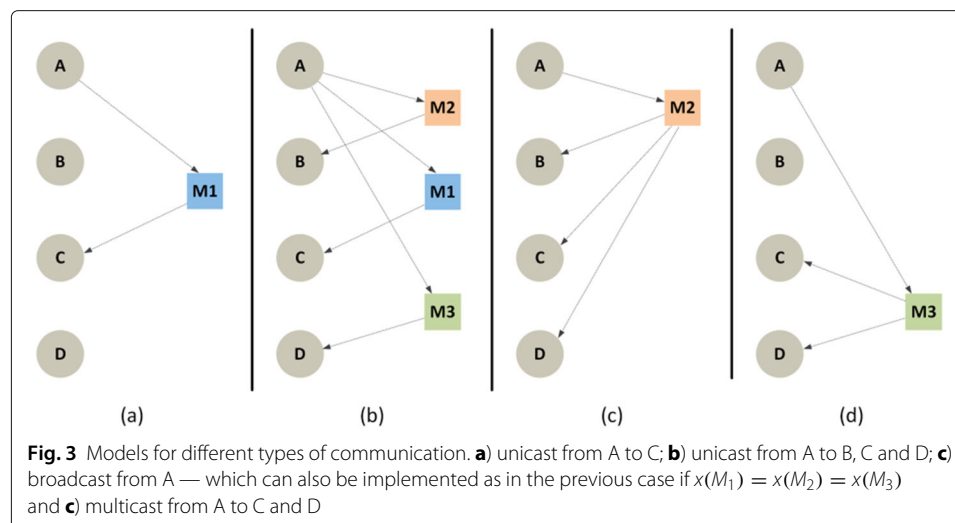 A
B
C
D
M1
(a)
A
B
C
D
M2
M1
M3
(b)
A
B
C
D
M2
(c)
A
B
C
D
M3
(d)
Fig. 3 Models for different types of communication. a) unicast from A to C; b) unicast from A to B, C and D; c)
broadcast from A — which can also be implemented as in the previous case if x(M₁) = x(M₂) = x(M₃)
and c) multicast from A to C and D